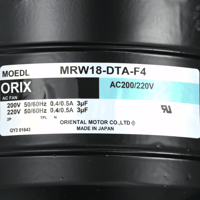 MOEDL MRW18-DTA-F4
ORIX AC200/220V
AC FAN
200V 50/60Hz 0.4/0.5A 3μF
220V 50/60Hz 0.4/0.5A 3μF
ORIENTAL MOTOR CO.,LTD
MADE IN JAPAN